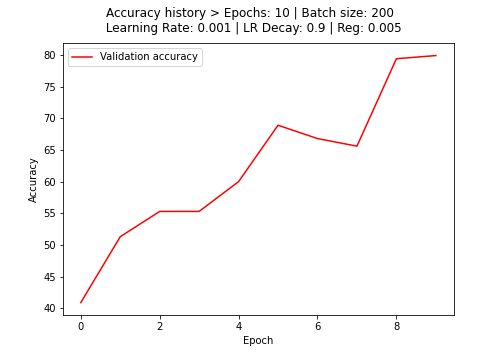 Accuracy history > Epochs: 10 | Batch size: 200
Learning Rate: 0.001 | LR Decay: 0.9 | Reg: 0.005
Validation accuracy
80
75
70
65
60
55
50
45
40
Accuracy
0 2 4 6 8
Epoch